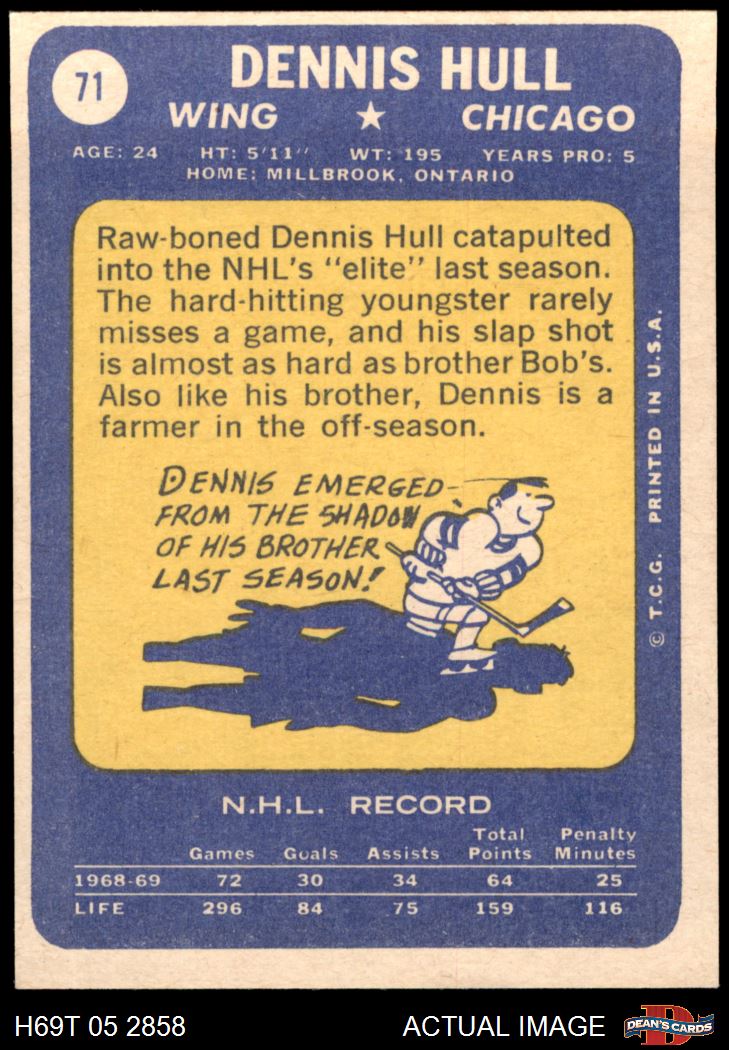 71
DENNIS HULL
WING ★ CHICAGO
AGE: 24 HT: 5'11" WT: 195 YEARS PRO: 5
HOME: MILLBROOK, ONTARIO
Raw-boned Dennis Hull catapulted
into the NHL's "elite" last season.
The hard-hitting youngster rarely
misses a game, and his slap shot
is almost as hard as brother Bob's.
Also like his brother, Dennis is a
farmer in the off-season.
DENNIS EMERGED
FROM THE SHADOW
OF HIS BROTHER
LAST SEASON!
© T.C.G. PRINTED IN U.S.A.
N.H.L. RECORD
Games Goals Assists Total Points Penalty Minutes
1968-69 72 30 34 64 25
LIFE 296 84 75 159 116
H69T 05 2858 ACTUAL IMAGE
D
DEAN'S CARDS